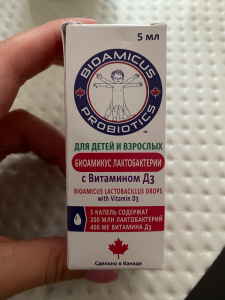 5 мл
BIOAMICUS
PROBIOTICS
TM
ДЛЯ ДЕТЕЙ И ВЗРОСЛЫХ
БИОАМИКУС ЛАКТОБАКТЕРИИ
с Витамином Д3
BIOAMICUS LACTOBACILLUS DROPS
with Vitamin D3
5 КАПЕЛЬ СОДЕРЖАТ
200 МЛН ЛАКТОБАКТЕРИЙ
400 МЕ ВИТАМИНА Д3
Сделано в Канаде